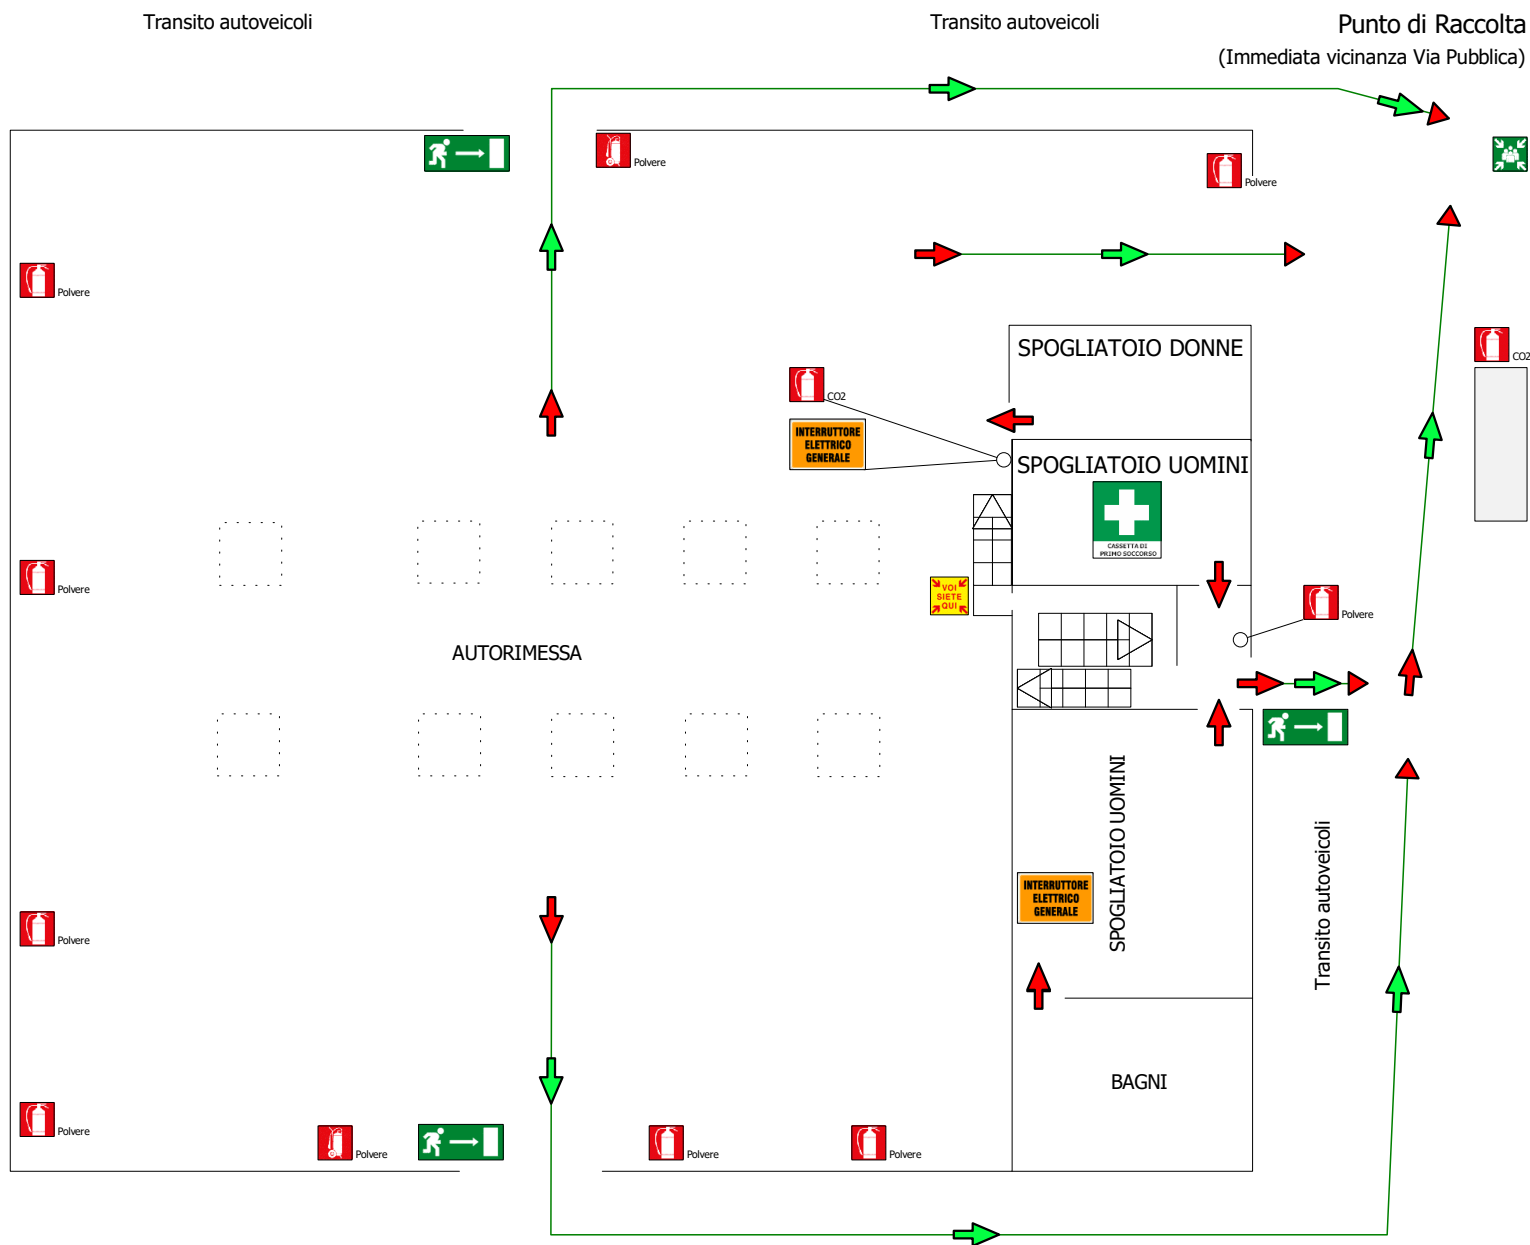 Transito autoveicoli
Transito autoveicoli
Punto di Raccolta
(Immediata vicinanza Via Pubblica)
Polvere
Polvere
Polvere
SPOGLIATOIO DONNE
CO2
CO2
INTERRUTTORE
ELETTRICO
GENERALE
SPOGLIATOIO UOMINI
CASSETTA DI
PRIMO SOCCORSO
Polvere
VOI
SIETE
QUI
Polvere
AUTORIMESSA
SPOGLIATOIO UOMINI
INTERRUTTORE
ELETTRICO
GENERALE
Transito autoveicoli
Polvere
BAGNI
Polvere
Polvere
Polvere
Polvere